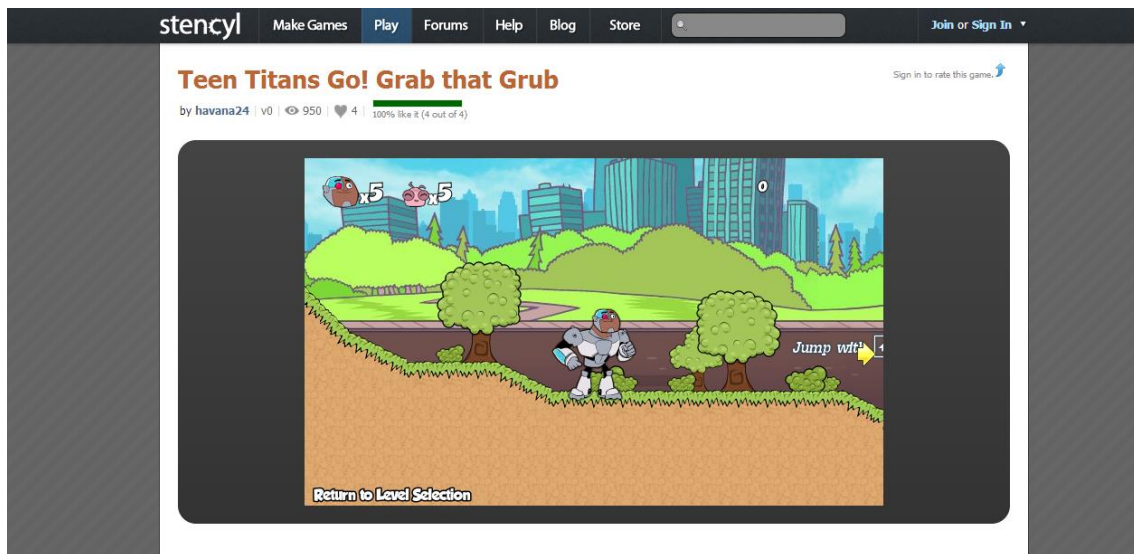 stencyl Make Games Play Forums Help Blog Store Join or Sign In
Teen Titans Go! Grab that Grub
Sign in to rate this game.
by havana24 v0 950 4 100% like it (4 out of 4)
x5 x5 0
Jump with
Return to Level Selection